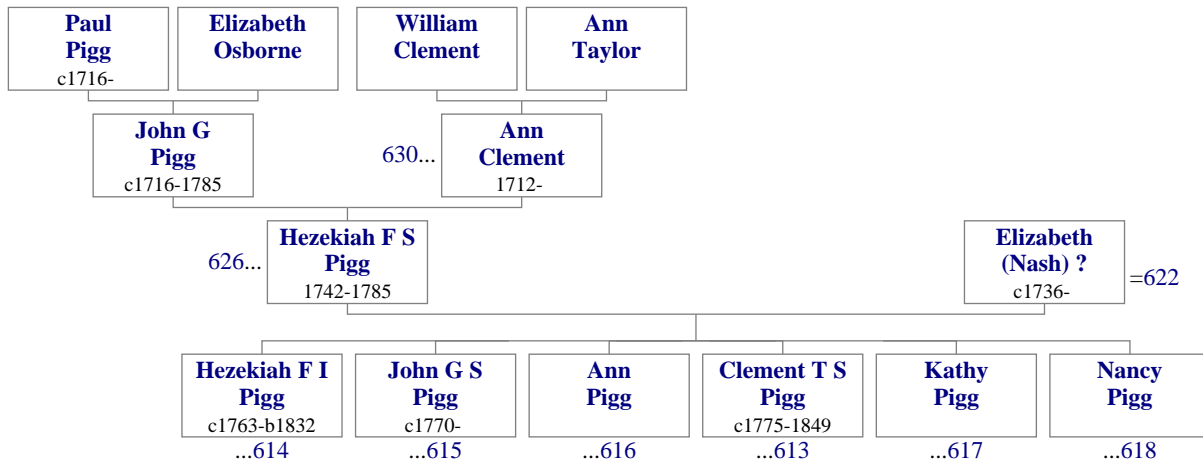 Paul
Pigg
c1716-
Elizabeth
Osborne
William
Clement
Ann
Taylor
John G
Pigg
c1716-1785
630...
Ann
Clement
1712-
626...
Hezekiah F S
Pigg
1742-1785
Elizabeth
(Nash) ?
c1736-
=622
Hezekiah F I
Pigg
c1763-b1832
...614
John G S
Pigg
c1770-
...615
Ann
Pigg
...616
Clement T S
Pigg
c1775-1849
...613
Kathy
Pigg
...617
Nancy
Pigg
...618